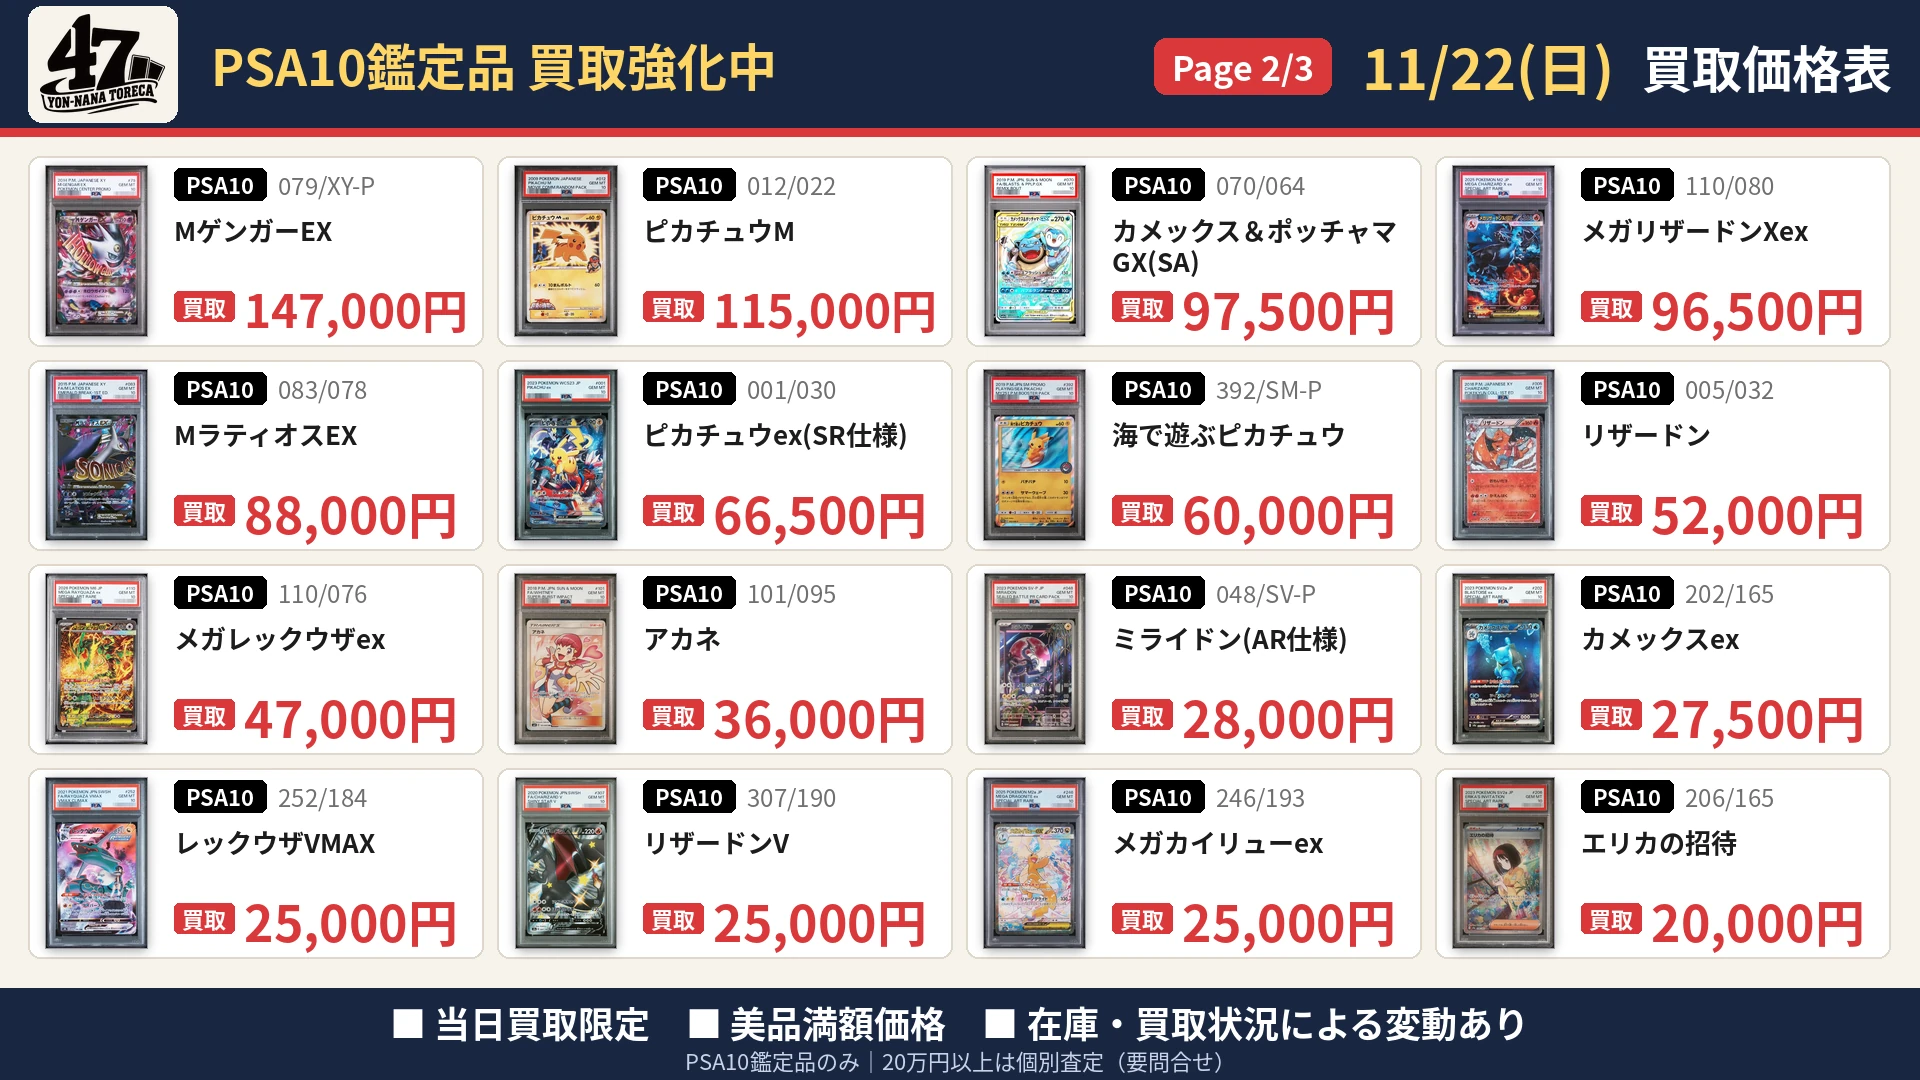 47
YON-NANA TORECA
PSA10鑑定品 買取強化中
Page 2/3
11/22(日) 買取価格表
PSA10 079/XY-P
MゲンガーEX
買取 147,000円
PSA10 012/022
ピカチュウM
買取 115,000円
PSA10 070/064
カメックス＆ポッチャマ
GX(SA)
買取 97,500円
PSA10 110/080
メガリザードンXex
買取 96,500円
PSA10 083/078
MラティオスEX
買取 88,000円
PSA10 001/030
ピカチュウex(SR仕様)
買取 66,500円
PSA10 392/SM-P
海で遊ぶピカチュウ
買取 60,000円
PSA10 005/032
リザードン
買取 52,000円
PSA10 110/076
メガレックウザex
買取 47,000円
PSA10 101/095
アカネ
買取 36,000円
PSA10 048/SV-P
ミライドン(AR仕様)
買取 28,000円
PSA10 202/165
カメックスex
買取 27,500円
PSA10 252/184
レックウザVMAX
買取 25,000円
PSA10 307/190
リザードンV
買取 25,000円
PSA10 246/193
メガカイリューex
買取 25,000円
PSA10 206/165
エリカの招待
買取 20,000円
■ 当日買取限定 ■ 美品満額価格 ■ 在庫・買取状況による変動あり
PSA10鑑定品のみ｜20万円以上は個別査定（要問合せ）